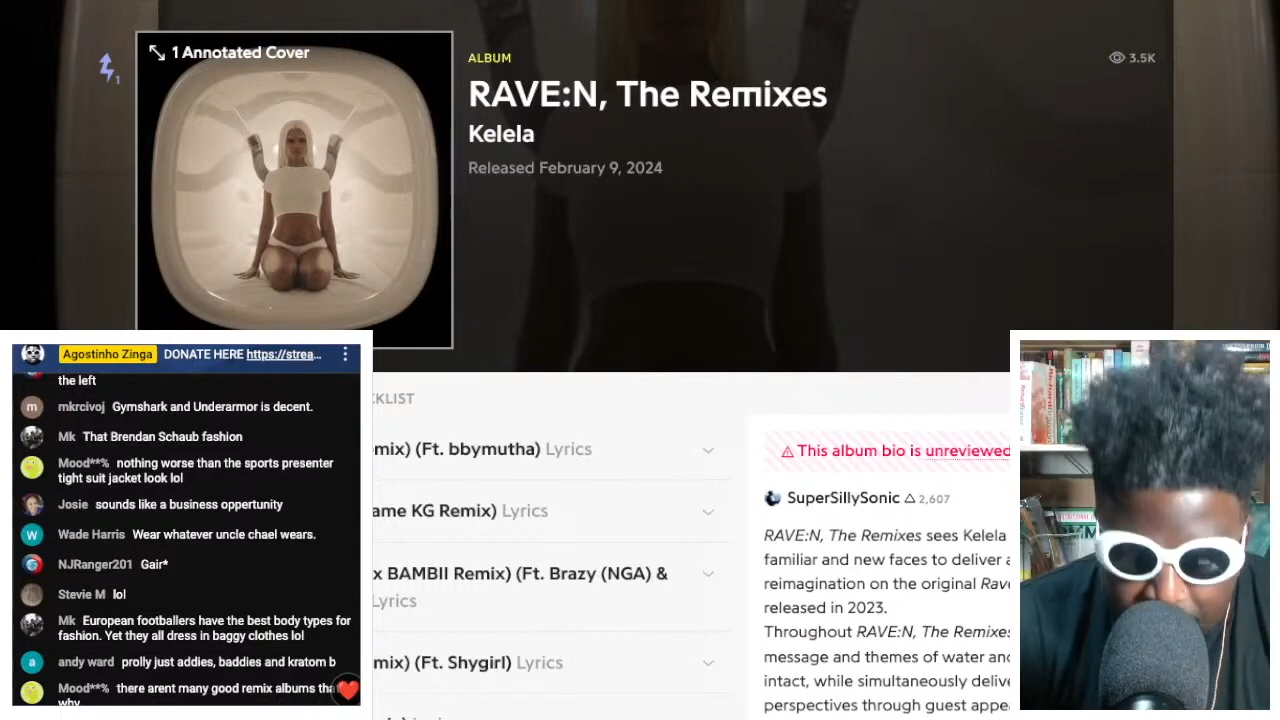 1 Annotated Cover
1
ALBUM
3.5K
RAVE:N, The Remixes
Kelela
Released February 9, 2024
Agostinho Zinga DONATE HERE https://strea...
the left
mkrcivoj Gymshark and Underarmor is decent.
Mk That Brendan Schaub fashion
Mood**% nothing worse than the sports presenter
tight suit jacket look lol
Josie sounds like a business oppertunity
Wade Harris Wear whatever uncle chael wears.
NJRanger201 Gair*
Stevie M lol
Mk European footballers have the best body types for
fashion. Yet they all dress in baggy clothes lol
andy ward prolly just addies, baddies and kratom b
Mood**% there arent many good remix albums tha
why
KLIST
mix) (Ft. bbymutha) Lyrics
ame KG Remix) Lyrics
x BAMBII Remix) (Ft. Brazy (NGA) &
Lyrics
mix) (Ft. Shygirl) Lyrics
This album bio is unreviewed
SuperSillySonic 2,607
RAVE:N, The Remixes sees Kelela
familiar and new faces to deliver a
reimagination on the original Rav
released in 2023.
Throughout RAVE:N, The Remixes
message and themes of water and
intact, while simultaneously delive
perspectives through guest appe